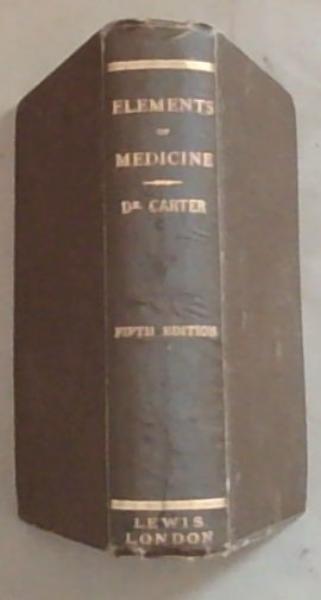 ELEMENTS
OF
MEDICINE
DR. CARTER
FIFTH EDITION
LEWIS
LONDON